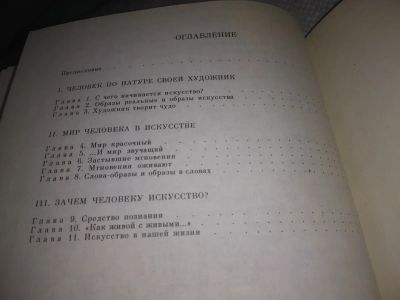 ОГЛАВЛЕНИЕ
Предисловие
I. ЧЕЛОВЕК ПО НАТУРЕ СВОЕЙ ХУДОЖНИК
Глава 1. С чего начинается искусство?
Глава 2. Образы реальные и образы искусства
Глава 3. Художник творит чудо
II. МИР ЧЕЛОВЕКА В ИСКУССТВЕ
Глава 4. Мир красочный
Глава 5. ...И мир звучащий
Глава 6. Застывшие мгновения
Глава 7. Мгновения оживают
Глава 8. Слова-образы и образы в словах
III. ЗАЧЕМ ЧЕЛОВЕКУ ИСКУССТВО?
Глава 9. Средство познания
Глава 10. «Как живой с живыми...»
Глава 11. Искусство в нашей жизни